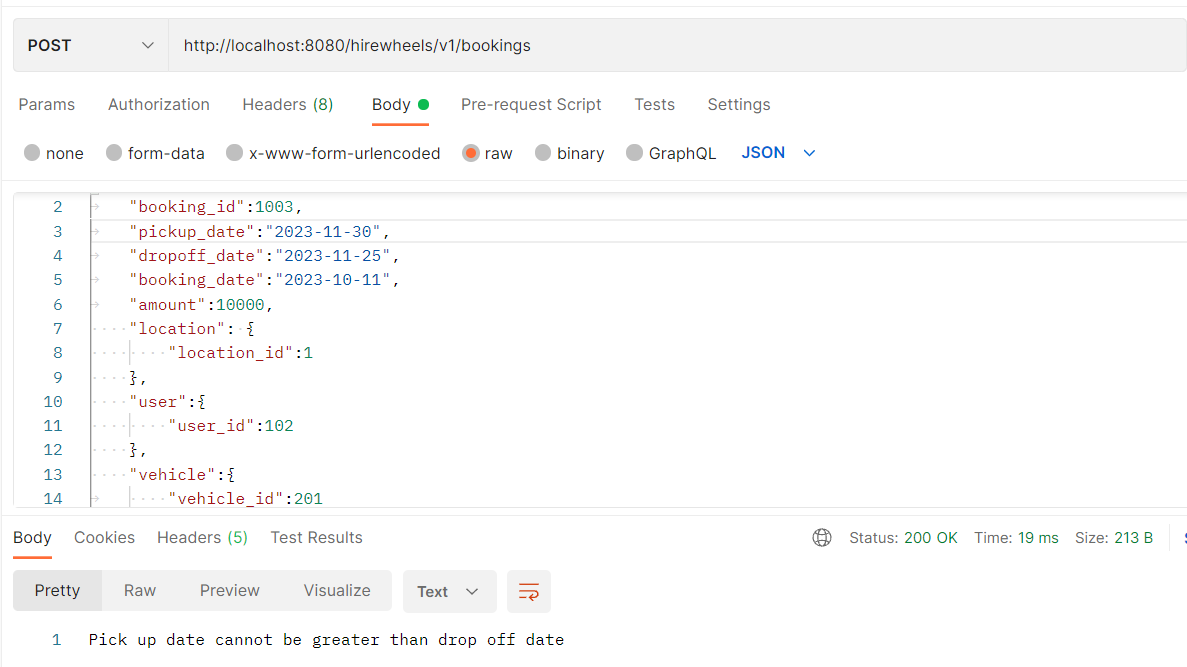 POST http://localhost:8080/hirewheels/v1/bookings
Params Authorization Headers (8) Body Pre-request Script Tests Settings
none form-data x-www-form-urlencoded raw binary GraphQL JSON
2 "booking_id":1003,
3 "pickup_date":"2023-11-30",
4 "dropoff_date":"2023-11-25",
5 "booking_date":"2023-10-11",
6 "amount":10000,
7 "location": {
8 "location_id":1
9 },
10 "user":{
11 "user_id":102
12 },
13 "vehicle":{
14 "vehicle_id":201
Body Cookies Headers (5) Test Results Status: 200 OK Time: 19 ms Size: 213 B
Pretty Raw Preview Visualize Text
1 Pick up date cannot be greater than drop off date